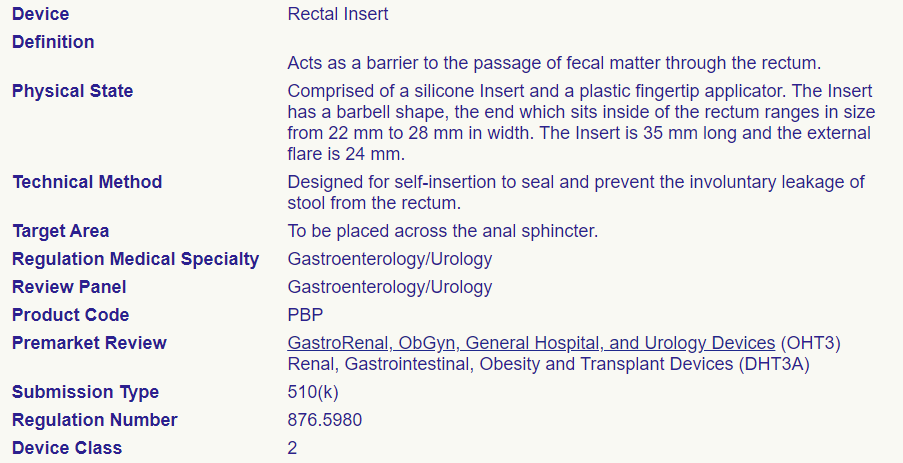 Device Rectal Insert
Definition
Acts as a barrier to the passage of fecal matter through the rectum.
Physical State Comprised of a silicone Insert and a plastic fingertip applicator. The Insert
has a barbell shape, the end which sits inside of the rectum ranges in size
from 22 mm to 28 mm in width. The Insert is 35 mm long and the external
flare is 24 mm.
Technical Method Designed for self-insertion to seal and prevent the involuntary leakage of
stool from the rectum.
Target Area To be placed across the anal sphincter.
Regulation Medical Specialty Gastroenterology/Urology
Review Panel Gastroenterology/Urology
Product Code PBP
Premarket Review GastroRenal, ObGyn, General Hospital, and Urology Devices (OHT3)
Renal, Gastrointestinal, Obesity and Transplant Devices (DHT3A)
Submission Type 510(k)
Regulation Number 876.5980
Device Class 2